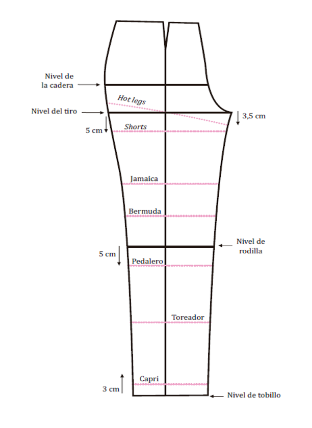 Nivel de
la cadera
Hot legs
Nivel del tiro
3,5 cm
5 cm
Shorts
Jamaica
Bermuda
Nivel de
rodilla
5 cm
Pedalero
Toreador
Capri
3 cm
Nivel de tobillo